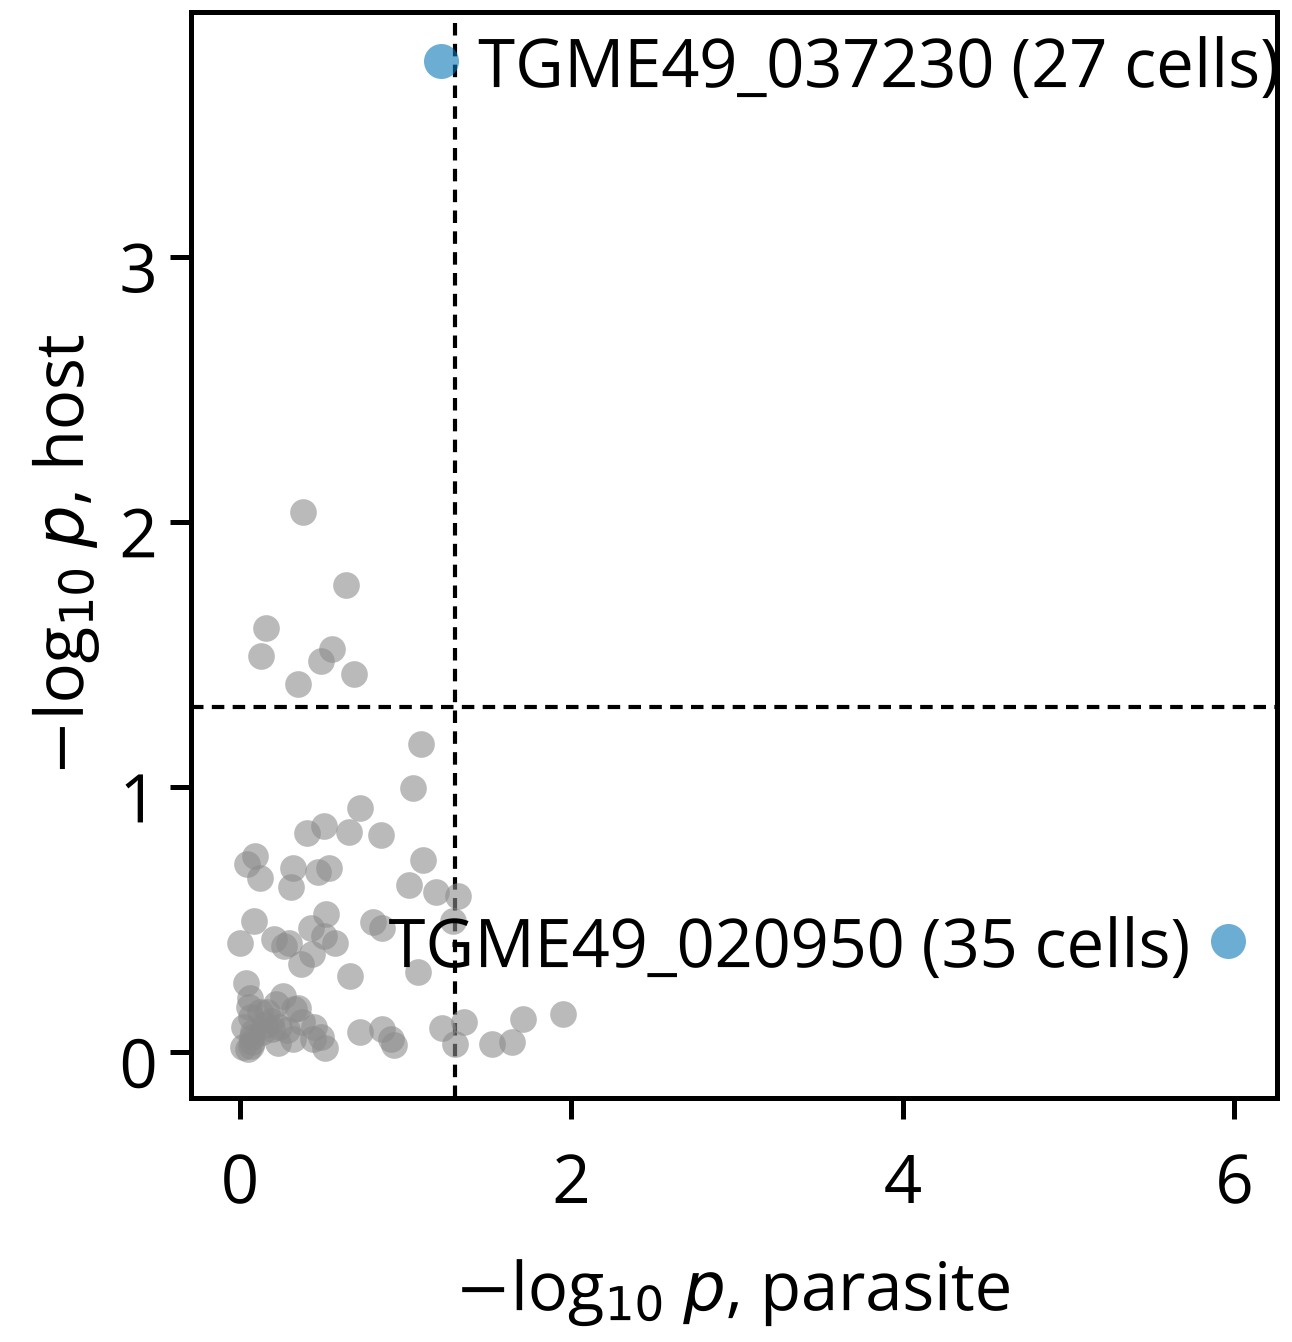 TGME49_037230 (27 cells)
3
2
1
0
−log10 p, host
TGME49_020950 (35 cells)
0 2 4 6
−log10 p, parasite